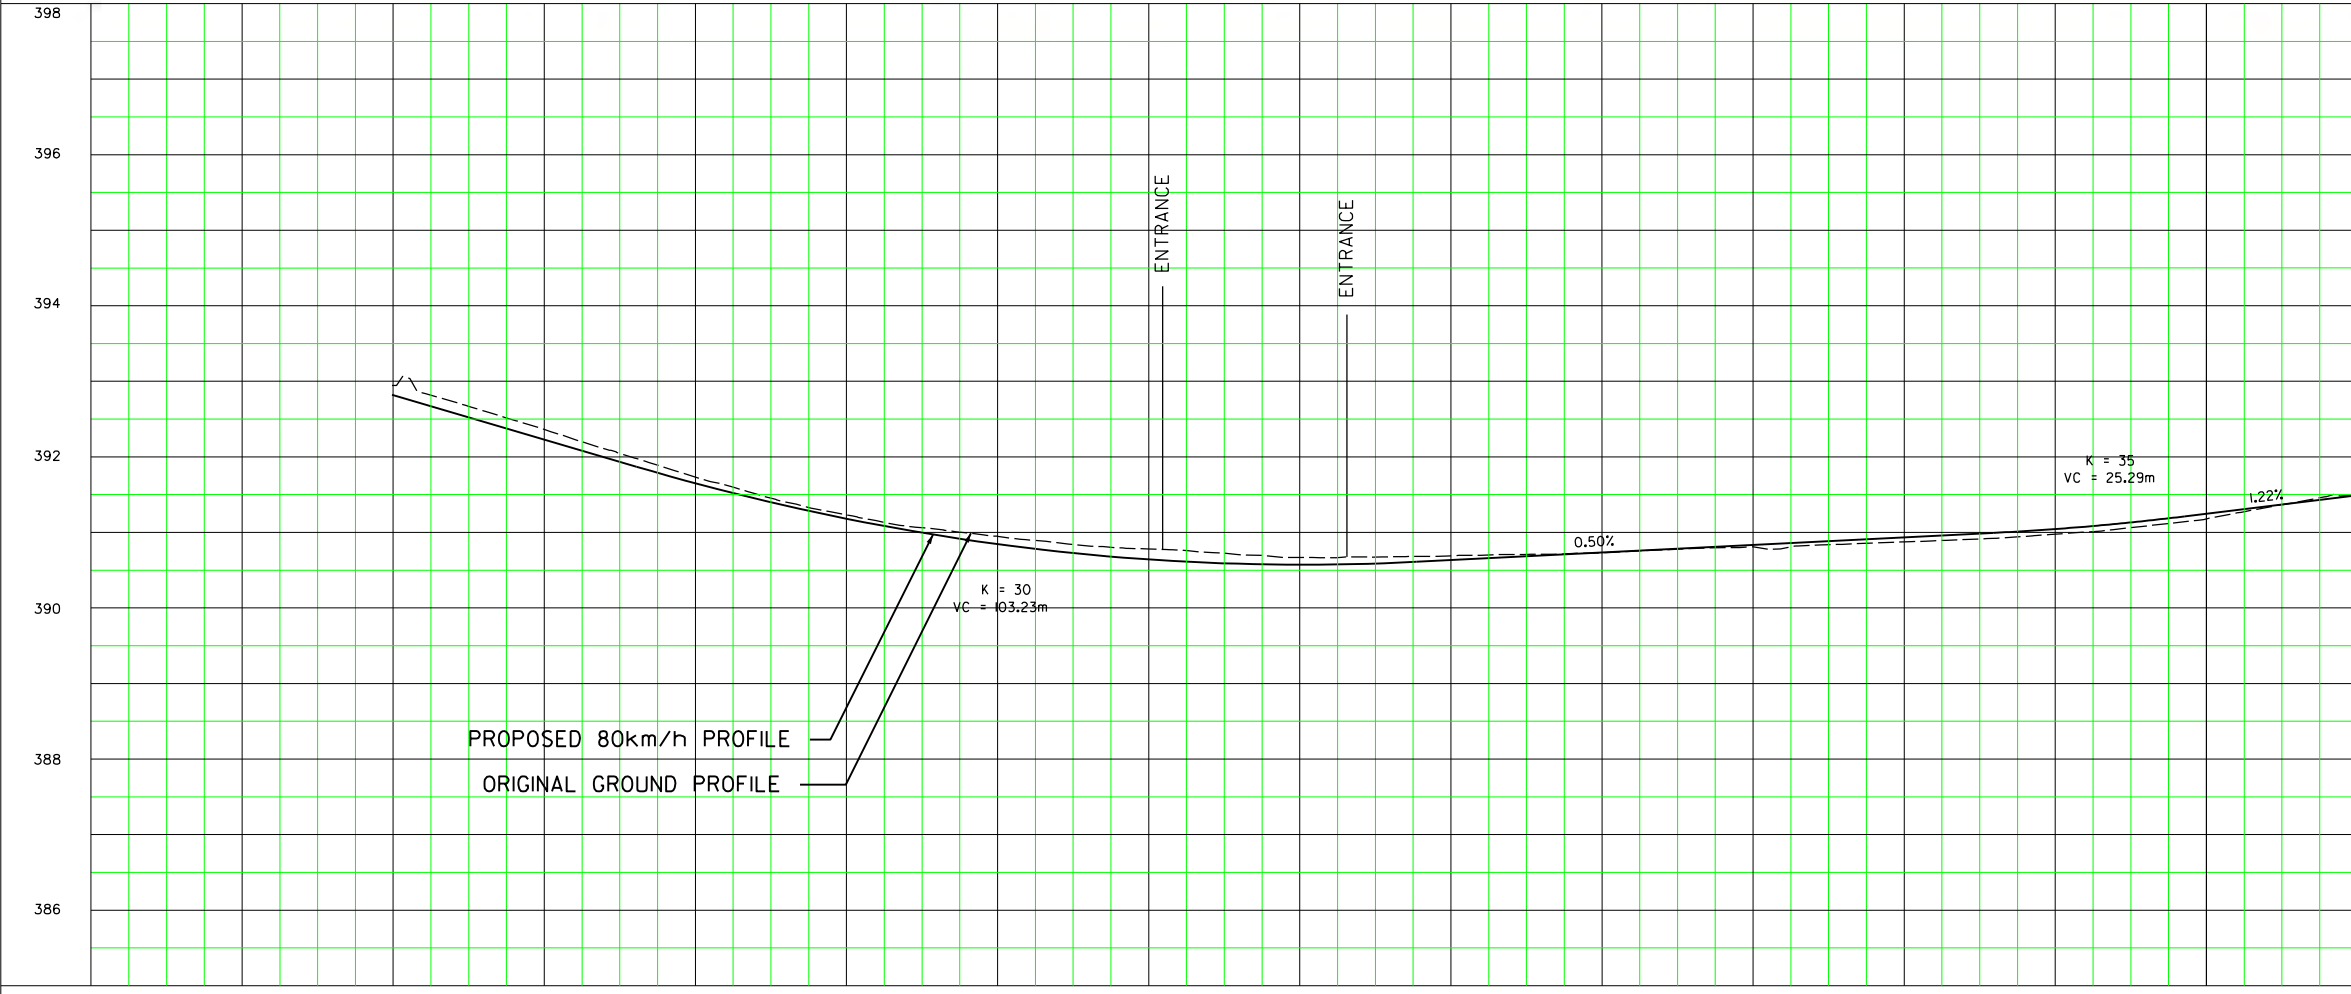 398
396
394
392
390
388
386
ENTRANCE
ENTRANCE
K = 35
VC = 25.29m
1.22%
0.50%
K = 30
VC = 103.23m
PROPOSED 80km/h PROFILE
ORIGINAL GROUND PROFILE